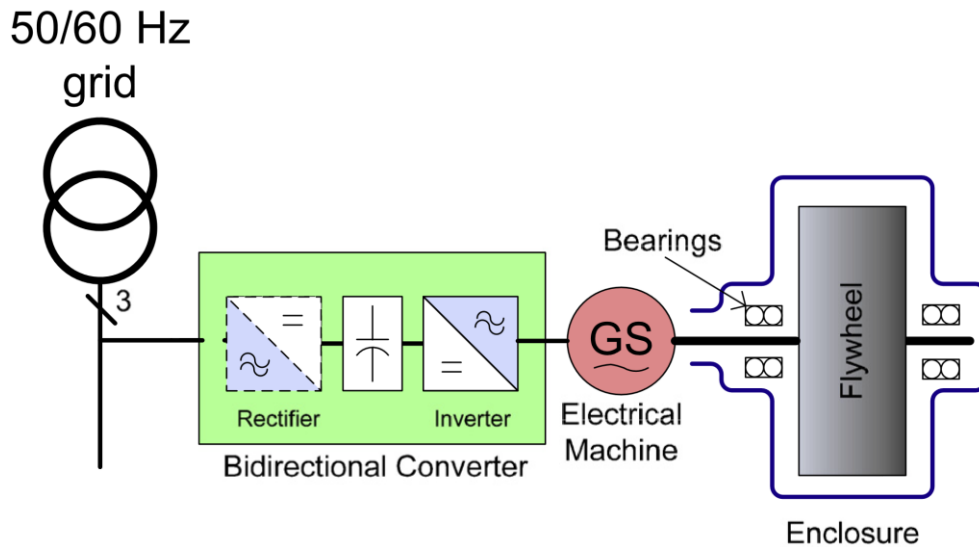 50/60 Hz
grid
3
Bearings
GS
Flywheel
Rectifier
Inverter
Electrical
Machine
Bidirectional Converter
Enclosure